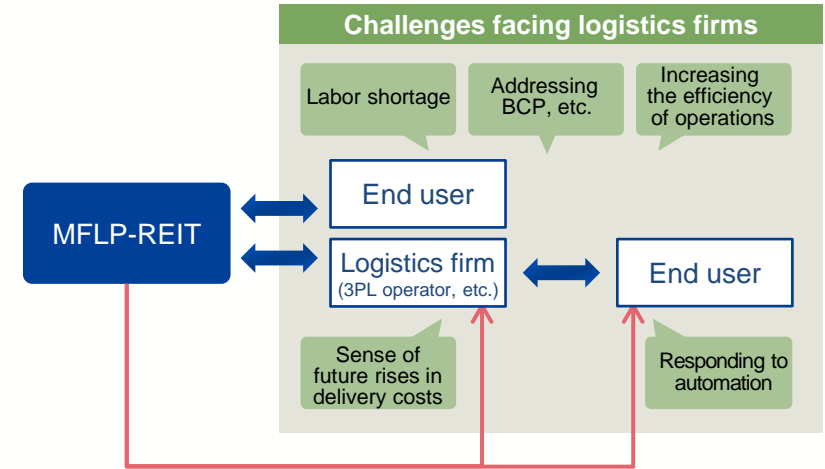 Challenges facing logistics firms
Labor shortage
Addressing
BCP, etc.
Increasing
the efficiency
of operations
MFLP-REIT
End user
Logistics firm
(3PL operator, etc.)
End user
Sense of
future rises in
delivery costs
Responding to
automation